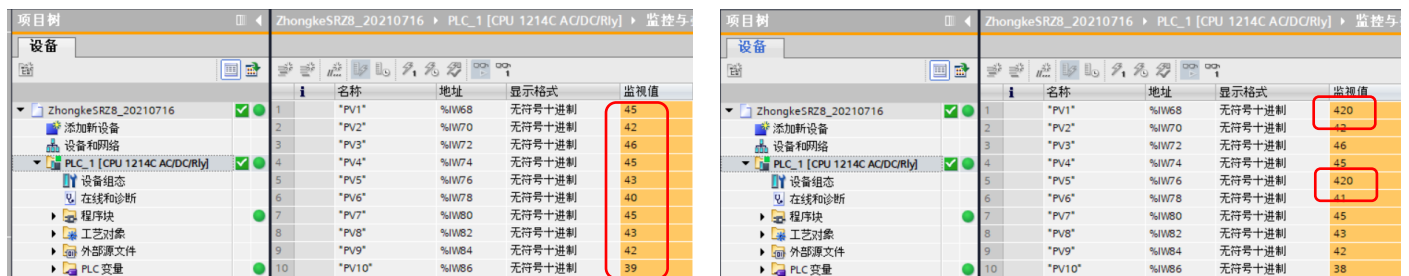 项目树
ZhongkeSRZ8_20210716 ▸ PLC_1 [CPU 1214C AC/DC/Rly] ▸ 监控与
设备
i 名称 地址 显示格式 监视值
ZhongkeSRZ8_20210716
添加新设备
设备和网络
PLC_1 [CPU 1214C AC/DC/Rly]
设备组态
在线和诊断
程序块
工艺对象
外部源文件
PLC 变量
1 "PV1" %IW68 无符号十进制 45
2 "PV2" %IW70 无符号十进制 42
3 "PV3" %IW72 无符号十进制 46
4 "PV4" %IW74 无符号十进制 45
5 "PV5" %IW76 无符号十进制 43
6 "PV6" %IW78 无符号十进制 40
7 "PV7" %IW80 无符号十进制 45
8 "PV8" %IW82 无符号十进制 43
9 "PV9" %IW84 无符号十进制 42
10 "PV10" %IW86 无符号十进制 39
项目树
ZhongkeSRZ8_20210716 ▸ PLC_1 [CPU 1214C AC/DC/Rly] ▸ 监控与
设备
i 名称 地址 显示格式 监视值
ZhongkeSRZ8_20210716
添加新设备
设备和网络
PLC_1 [CPU 1214C AC/DC/Rly]
设备组态
在线和诊断
程序块
工艺对象
外部源文件
PLC 变量
1 "PV1" %IW68 无符号十进制 420
2 "PV2" %IW70 无符号十进制 42
3 "PV3" %IW72 无符号十进制 46
4 "PV4" %IW74 无符号十进制 45
5 "PV5" %IW76 无符号十进制 420
6 "PV6" %IW78 无符号十进制 41
7 "PV7" %IW80 无符号十进制 45
8 "PV8" %IW82 无符号十进制 43
9 "PV9" %IW84 无符号十进制 42
10 "PV10" %IW86 无符号十进制 38